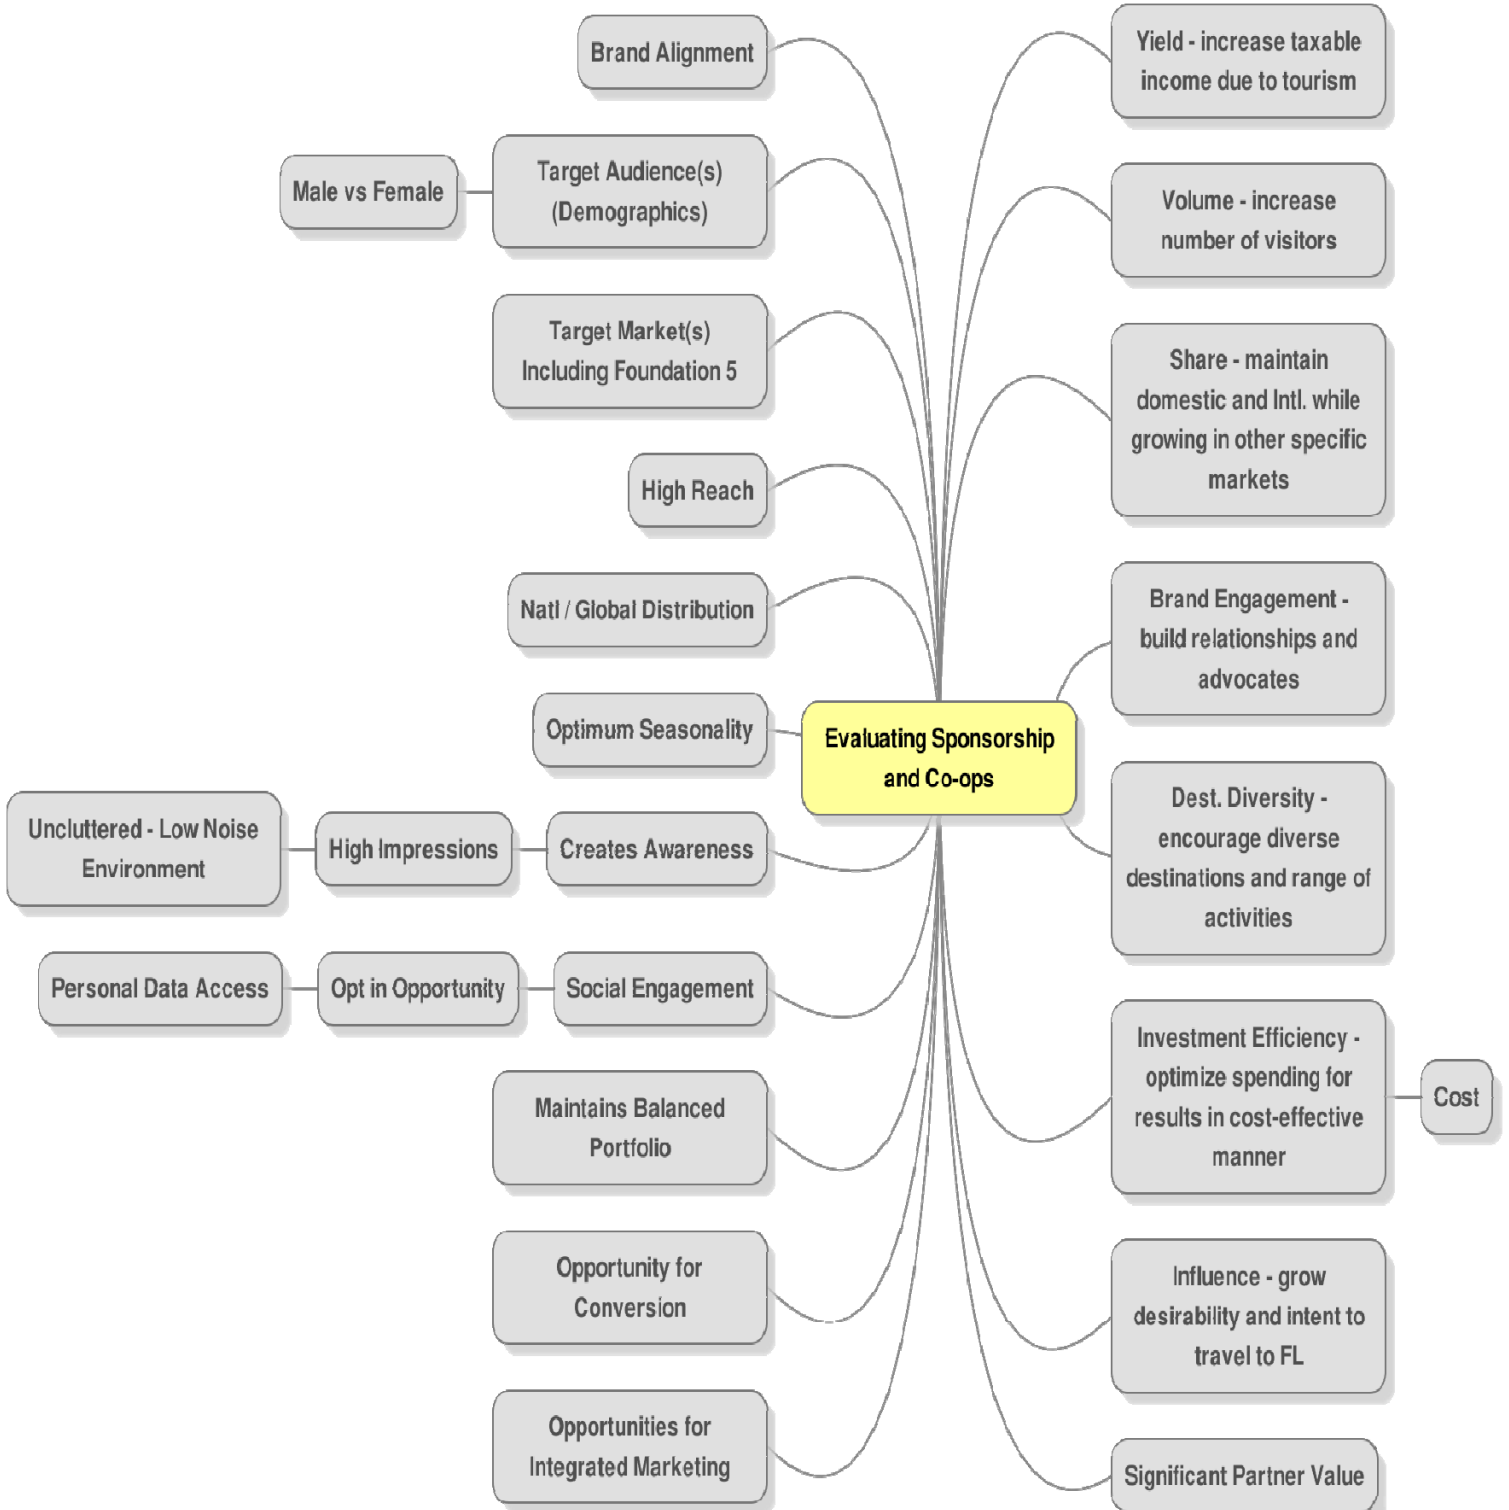 Brand Alignment
Male vs Female
Target Audience(s)
(Demographics)
Target Market(s)
Including Foundation 5
High Reach
Natl / Global Distribution
Optimum Seasonality
Uncluttered - Low Noise
Environment
High Impressions
Creates Awareness
Personal Data Access
Opt in Opportunity
Social Engagement
Maintains Balanced
Portfolio
Opportunity for
Conversion
Opportunities for
Integrated Marketing
Evaluating Sponsorship
and Co-ops
Yield - increase taxable
income due to tourism
Volume - increase
number of visitors
Share - maintain
domestic and Intl. while
growing in other specific
markets
Brand Engagement -
build relationships and
advocates
Dest. Diversity -
encourage diverse
destinations and range of
activities
Investment Efficiency -
optimize spending for
results in cost-effective
manner
Cost
Influence - grow
desirability and intent to
travel to FL
Significant Partner Value